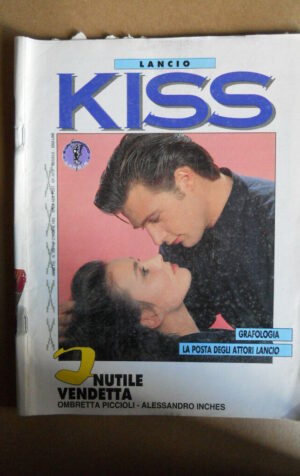 LANCIO
KISS
GRAFOLOGIA
LA POSTA DEGLI ATTORI LANCIO
INUTILE
VENDETTA
OMBRETTA PICCIOLI - ALESSANDRO INCHES